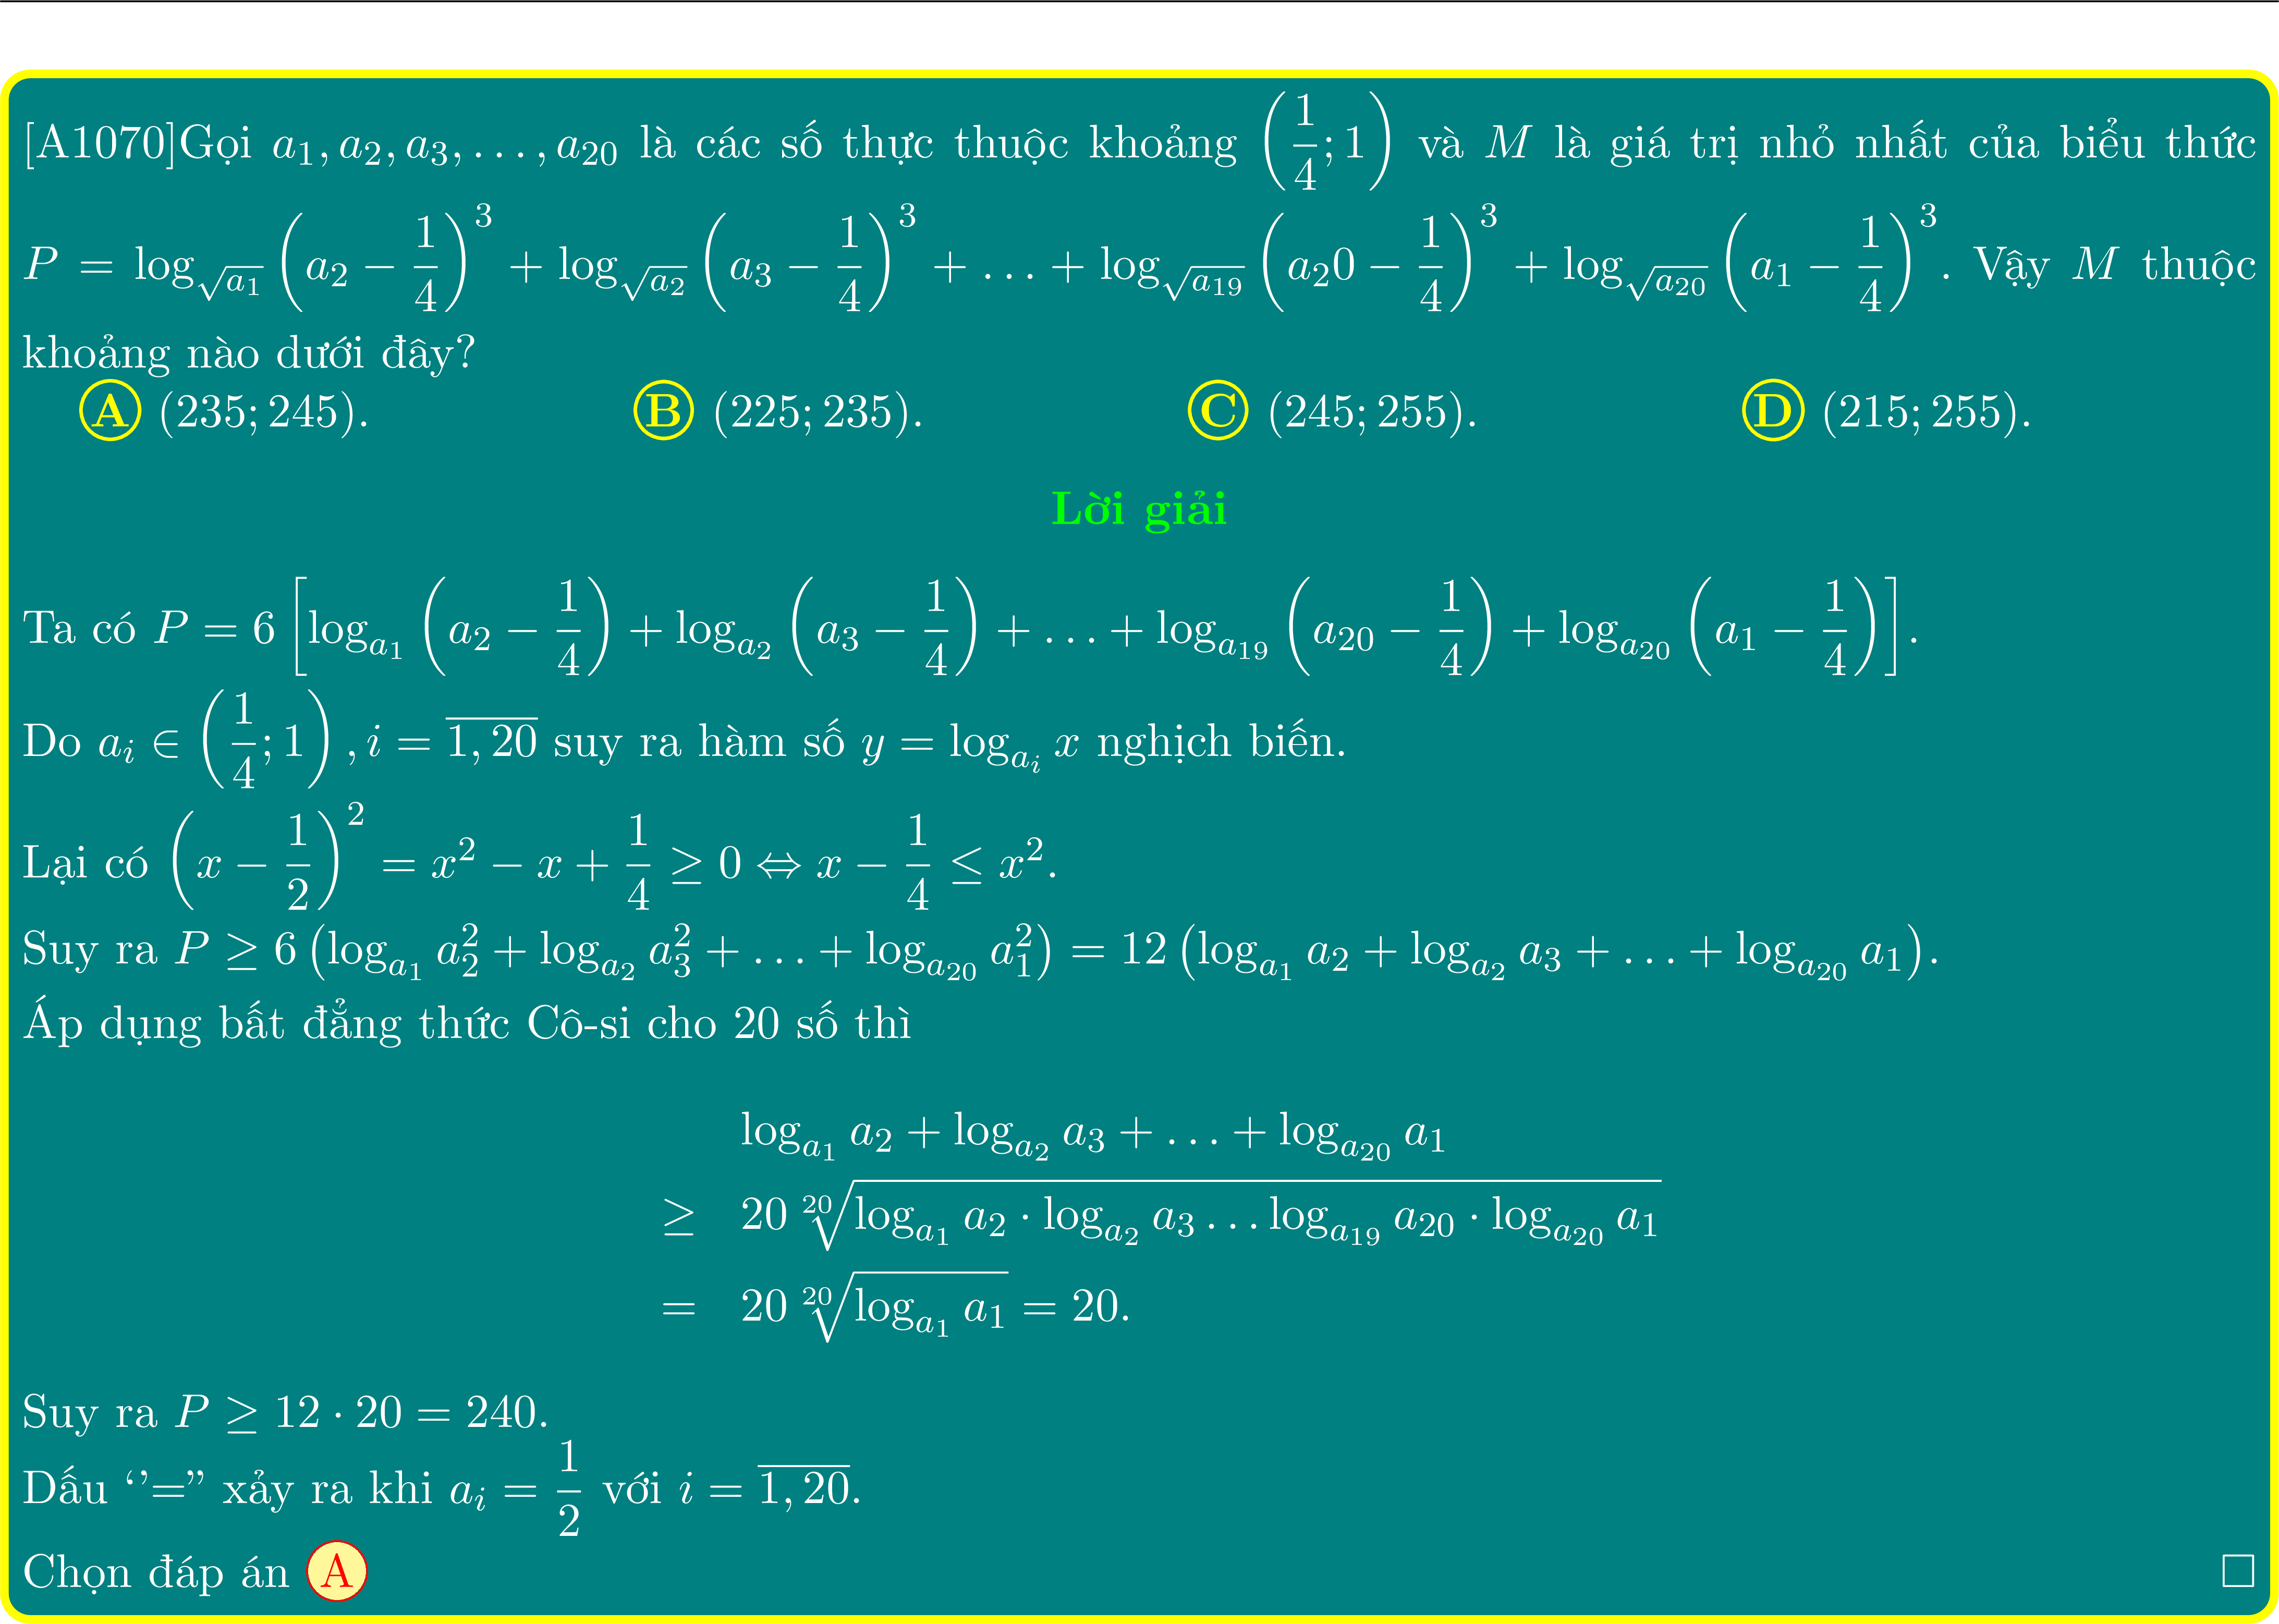 [A1070]Gọi $a_1, a_2, a_3, \ldots, a_{20}$ là các số thực thuộc khoảng $\left(\frac{1}{4}; 1\right)$ và $M$ là giá trị nhỏ nhất của biểu thức
$P = \log_{\sqrt{a_1}} \left(a_2 - \frac{1}{4}\right)^3 + \log_{\sqrt{a_2}} \left(a_3 - \frac{1}{4}\right)^3 + \ldots + \log_{\sqrt{a_{19}}} \left(a_2 0 - \frac{1}{4}\right)^3 + \log_{\sqrt{a_{20}}} \left(a_1 - \frac{1}{4}\right)^3$. Vậy $M$ thuộc
khoảng nào dưới đây?
A (235; 245). B (225; 235). C (245; 255). D (215; 255).
Lời giải
Ta có $P = 6 \left[\log_{a_1} \left(a_2 - \frac{1}{4}\right) + \log_{a_2} \left(a_3 - \frac{1}{4}\right) + \ldots + \log_{a_{19}} \left(a_{20} - \frac{1}{4}\right) + \log_{a_{20}} \left(a_1 - \frac{1}{4}\right)\right]$.
Do $a_i \in \left(\frac{1}{4}; 1\right), i = \overline{1, 20}$ suy ra hàm số $y = \log_{a_i} x$ nghịch biến.
Lại có $\left(x - \frac{1}{2}\right)^2 = x^2 - x + \frac{1}{4} \geq 0 \Leftrightarrow x - \frac{1}{4} \leq x^2$.
Suy ra $P \geq 6 \left(\log_{a_1} a_2^2 + \log_{a_2} a_3^2 + \ldots + \log_{a_{20}} a_1^2\right) = 12 \left(\log_{a_1} a_2 + \log_{a_2} a_3 + \ldots + \log_{a_{20}} a_1\right)$.
Áp dụng bất đẳng thức Cô-si cho 20 số thì
$\log_{a_1} a_2 + \log_{a_2} a_3 + \ldots + \log_{a_{20}} a_1$
$\geq 20 \sqrt[20]{\log_{a_1} a_2 \cdot \log_{a_2} a_3 \ldots \log_{a_{19}} a_{20} \cdot \log_{a_{20}} a_1}$
$= 20 \sqrt[20]{\log_{a_1} a_1} = 20.$
Suy ra $P \geq 12 \cdot 20 = 240$.
Dấu ‘’=” xảy ra khi $a_i = \frac{1}{2}$ với $i = \overline{1, 20}$.
Chọn đáp án A □